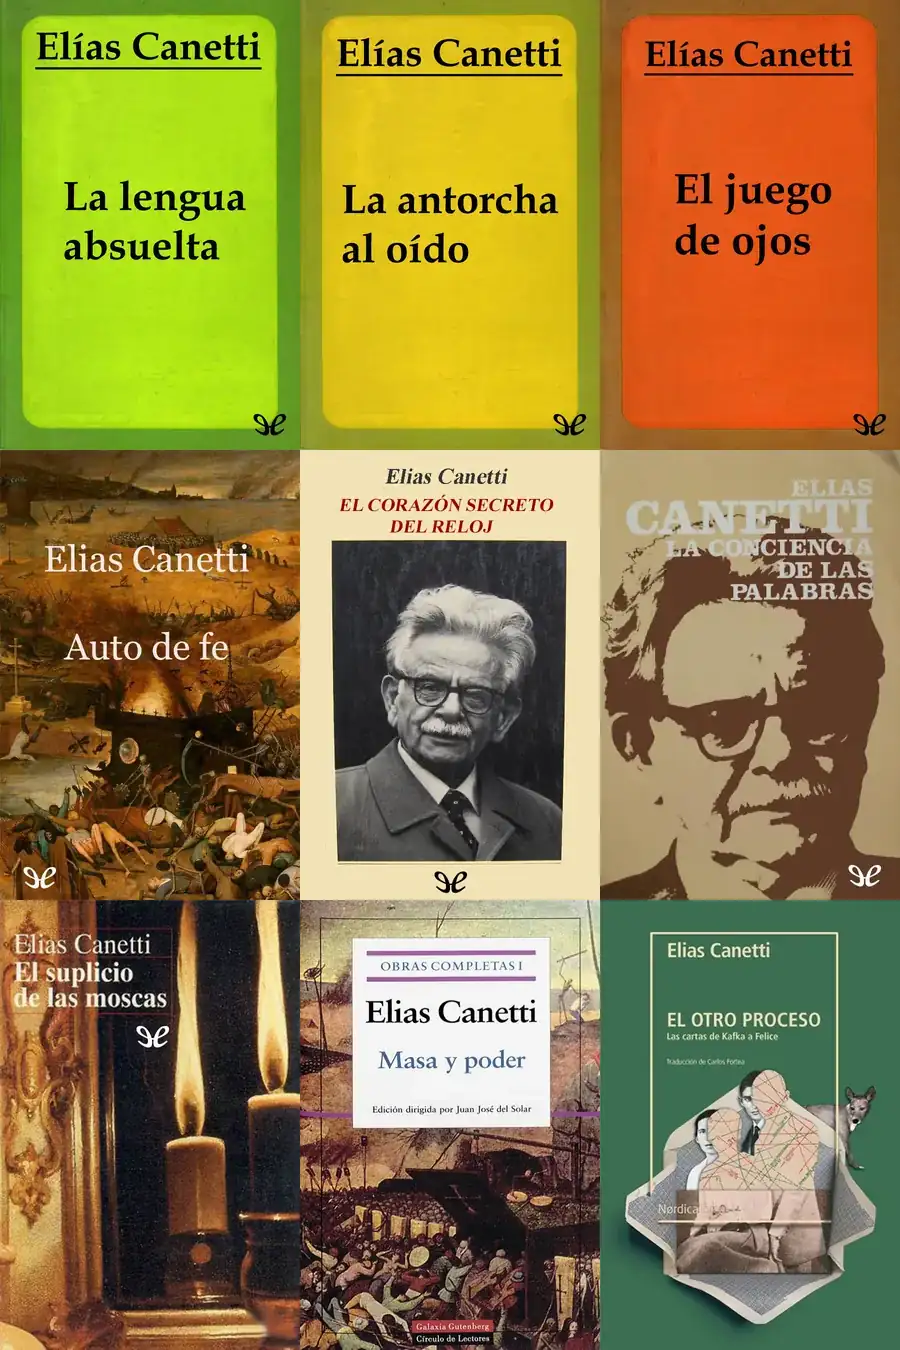 Elías Canetti
La lengua
absuelta
Elías Canetti
La antorcha
al oído
Elías Canetti
El juego
de ojos
Elias Canetti
Auto de fe
Elias Canetti
EL CORAZÓN SECRETO
DEL RELOJ
ELIAS
CANETTI
LA CONCIENCIA
DE LAS
PALABRAS
Elias Canetti
El suplicio
de las moscas
OBRAS COMPLETAS I
Elias Canetti
Masa y poder
Edición dirigida por Juan José del Solar
Galaxia Gutenberg
Círculo de Lectores
Elias Canetti
EL OTRO PROCESO
Las cartas de Kafka a Felice
Traducción de Carlos Fortea